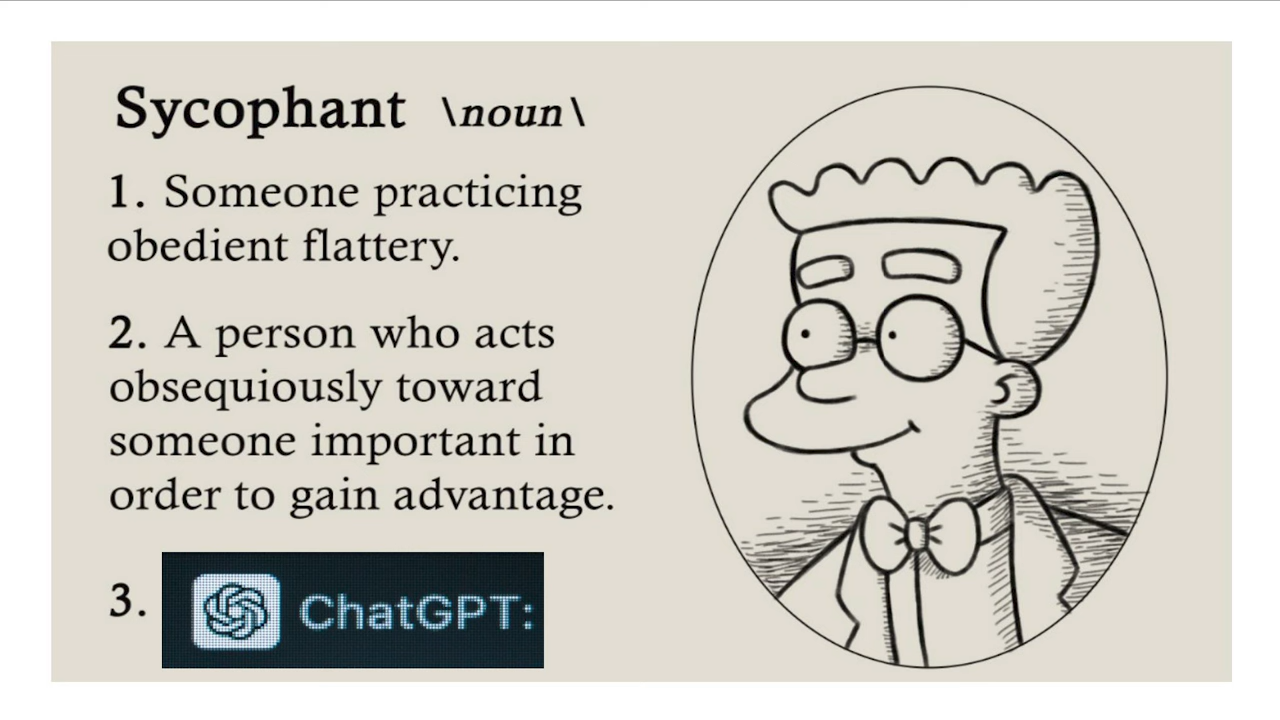 Sycophant \noun\
1. Someone practicing
obedient flattery.
2. A person who acts
obsequiously toward
someone important in
order to gain advantage.
3. ChatGPT: